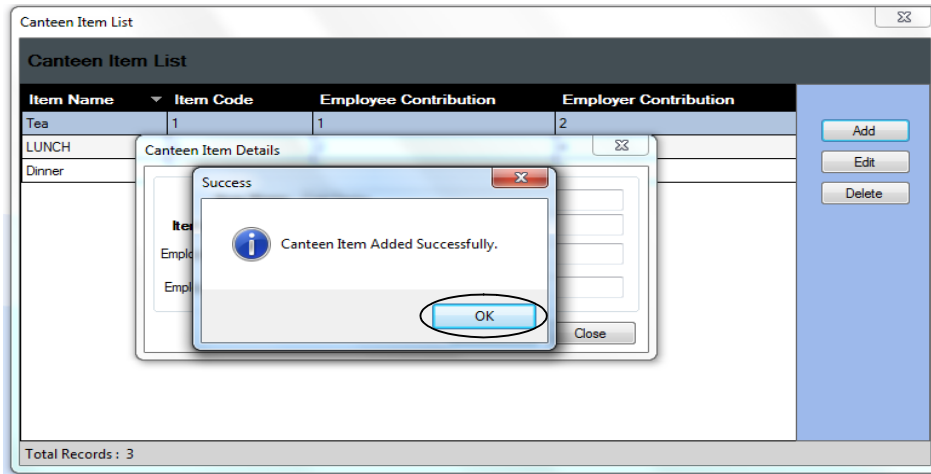 Canteen Item List
Canteen Item List
Item Name Item Code Employee Contribution Employer Contribution
Tea 1 1 2
LUNCH
Dinner
Add
Edit
Delete
Canteen Item Details
Success
Canteen Item Added Successfully.
OK
Close
Total Records : 3